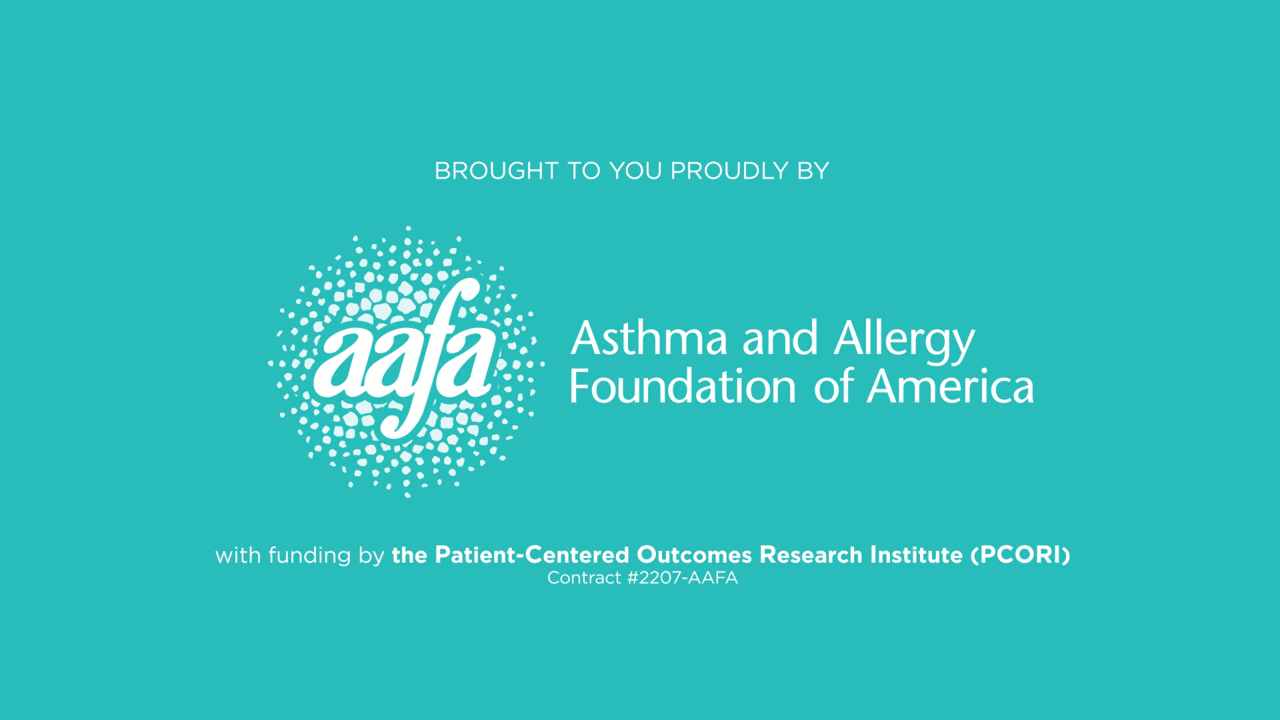 BROUGHT TO YOU PROUDLY BY
aafa
Asthma and Allergy
Foundation of America
with funding by the Patient-Centered Outcomes Research Institute (PCORI)
Contract #2207-AAFA